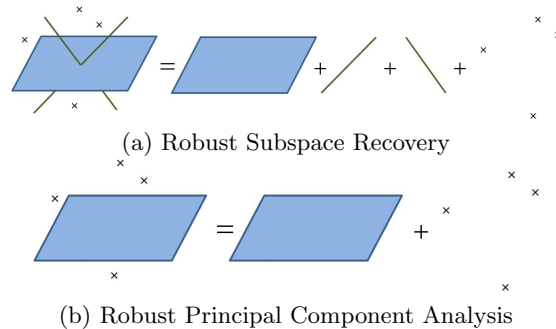 = + + +
(a) Robust Subspace Recovery
= +
(b) Robust Principal Component Analysis